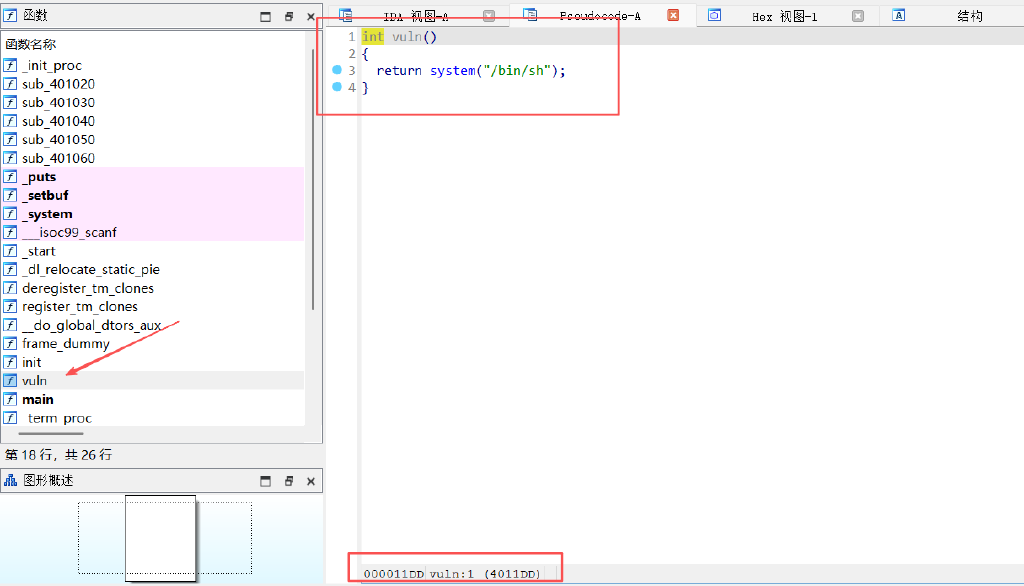 函数
函数名称
_init_proc
sub_401020
sub_401030
sub_401040
sub_401050
sub_401060
_puts
_setbuf
_system
___isoc99_scanf
_start
_dl_relocate_static_pie
deregister_tm_clones
register_tm_clones
__do_global_dtors_aux
frame_dummy
init
vuln
main
_term_proc
第 18 行，共 26 行
图形概述
IDA 视图-A
Pseudocode-A
Hex 视图-1
结构
1 int vuln()
2 {
3 return system("/bin/sh");
4 }
000011DD vuln:1 (4011DD)